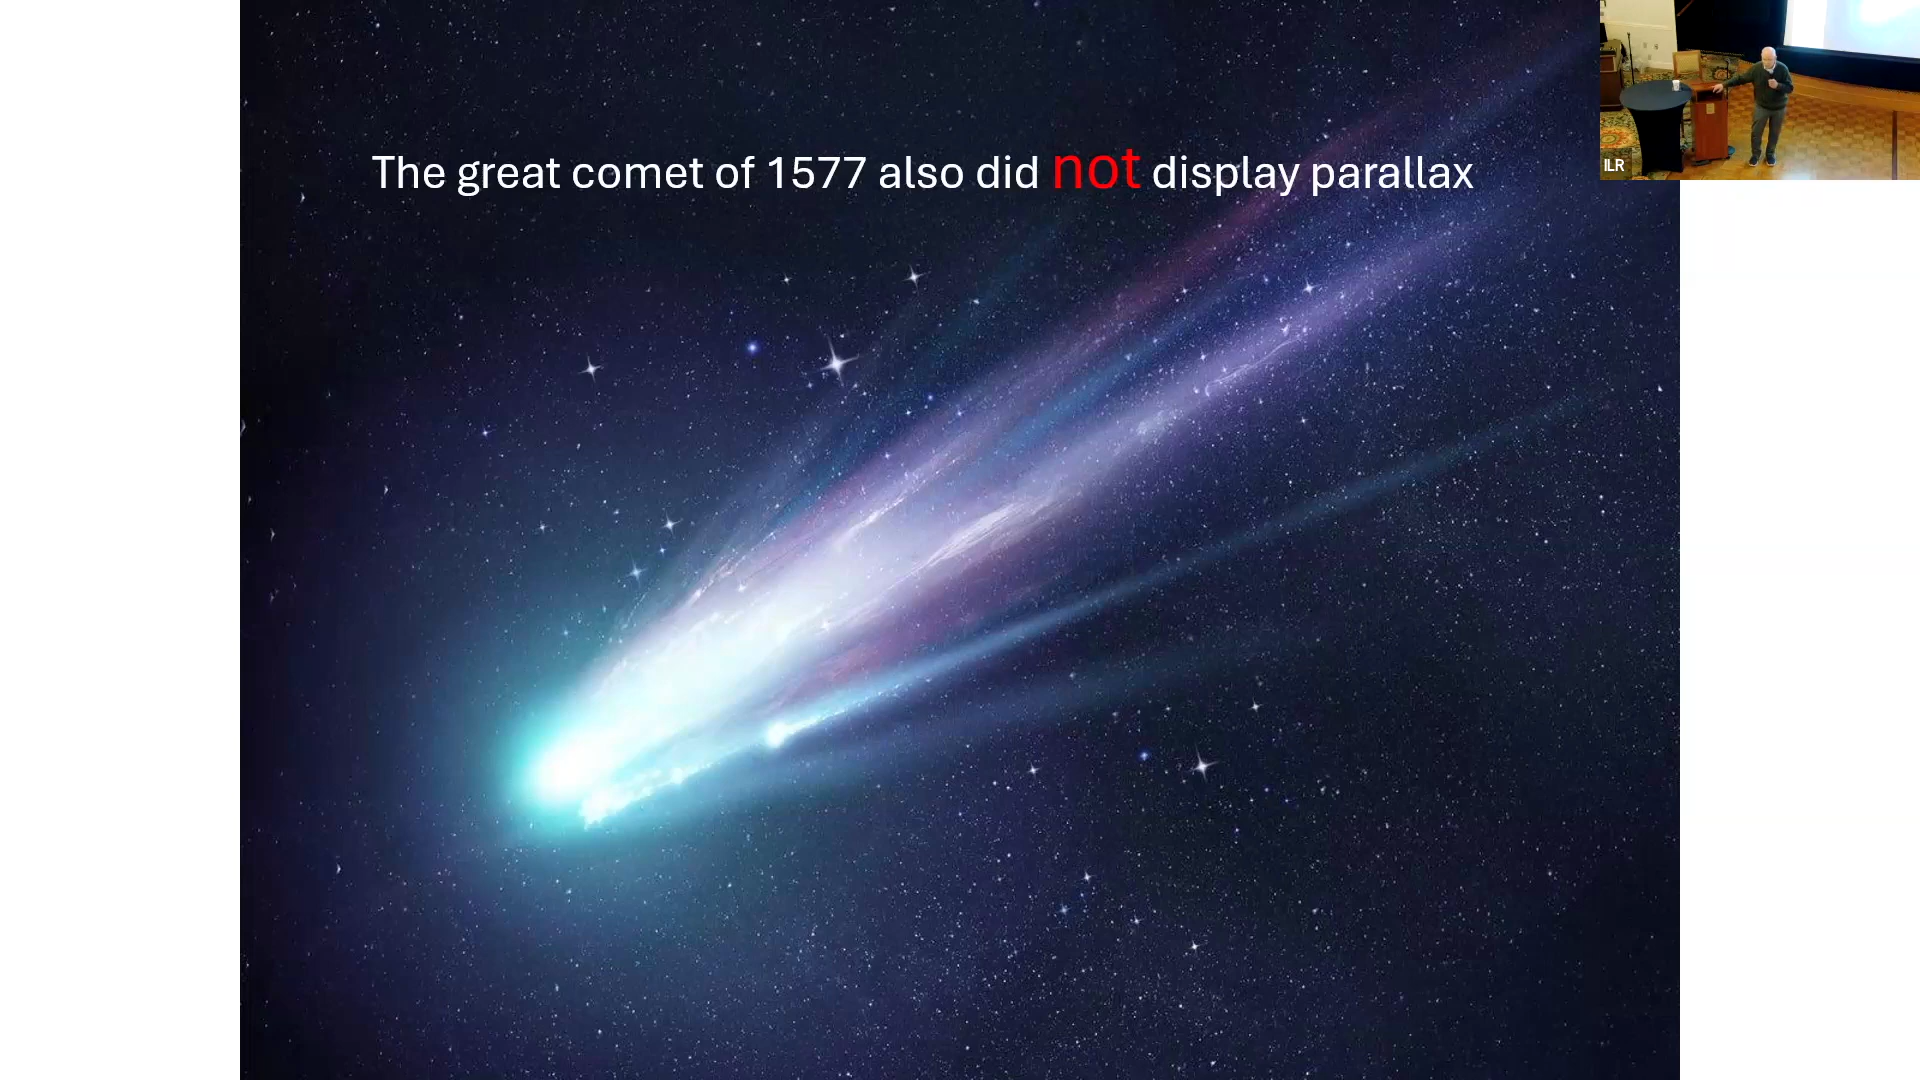 The great comet of 1577 also did not display parallax
ILR